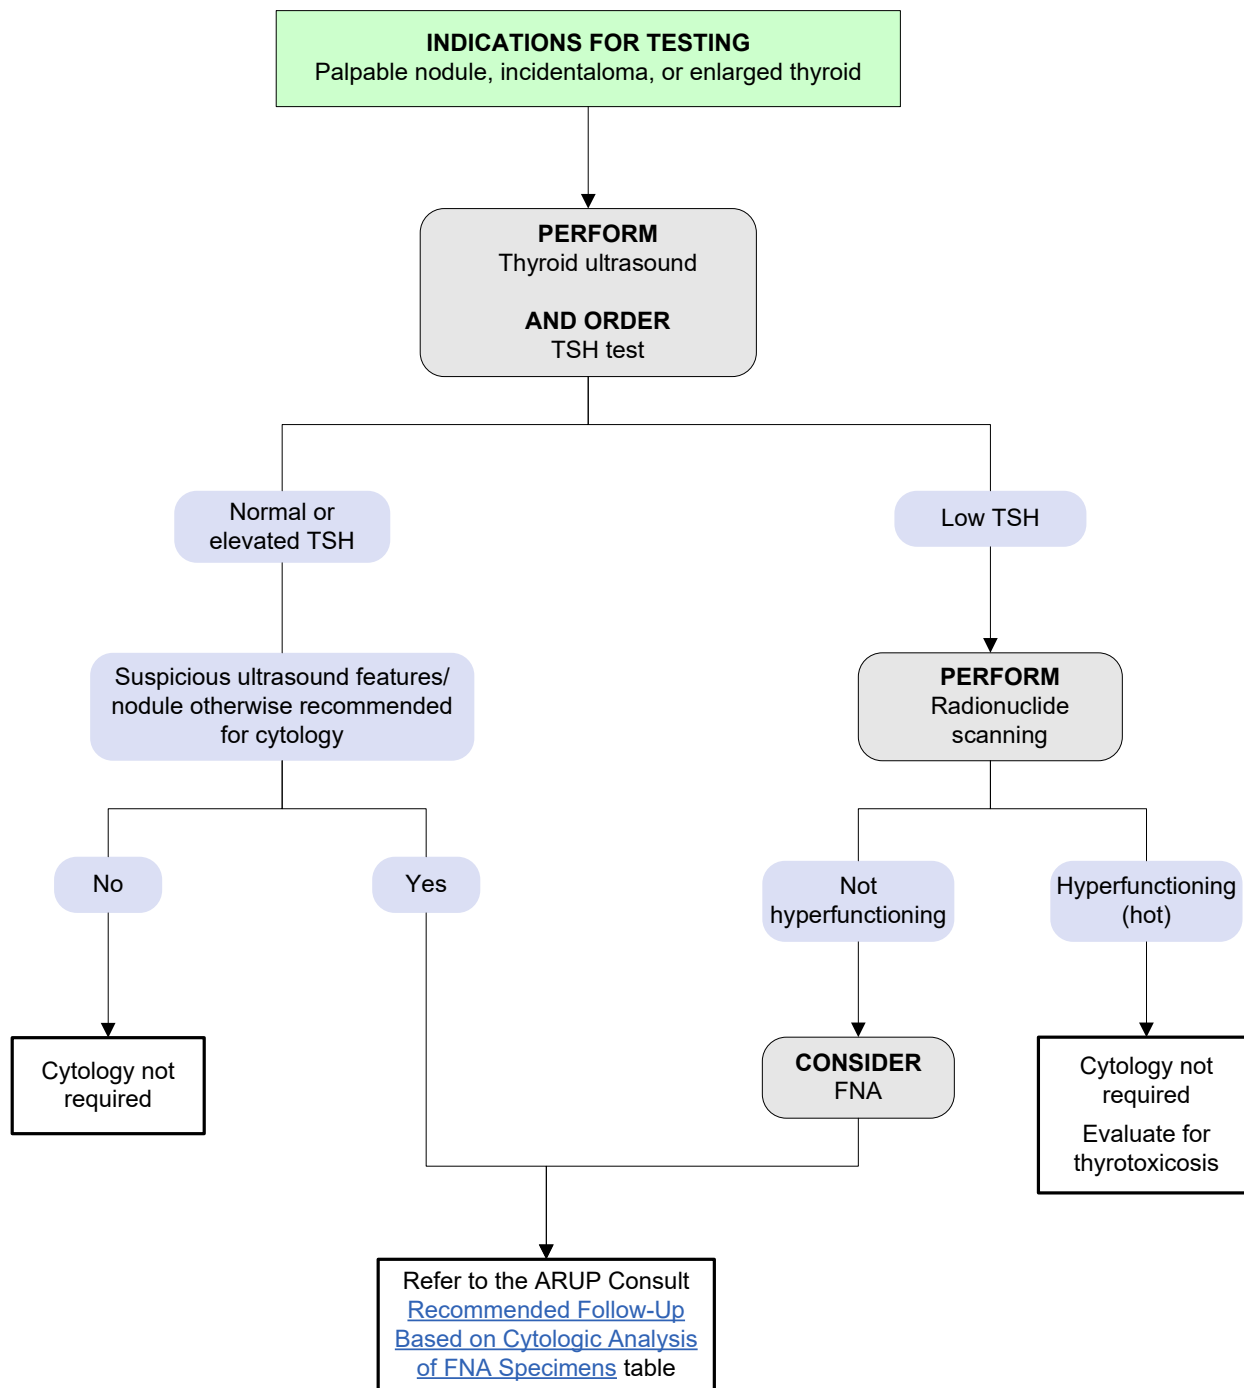 INDICATIONS FOR TESTING
Palpable nodule, incidentaloma, or enlarged thyroid
PERFORM
Thyroid ultrasound
AND ORDER
TSH test
Normal or
elevated TSH
Low TSH
Suspicious ultrasound features/
nodule otherwise recommended
for cytology
PERFORM
Radionuclide
scanning
No
Yes
Not
hyperfunctioning
Hyperfunctioning
(hot)
Cytology not
required
CONSIDER
FNA
Cytology not
required
Evaluate for
thyrotoxicosis
Refer to the ARUP Consult
Recommended Follow-Up
Based on Cytologic Analysis
of FNA Specimens table